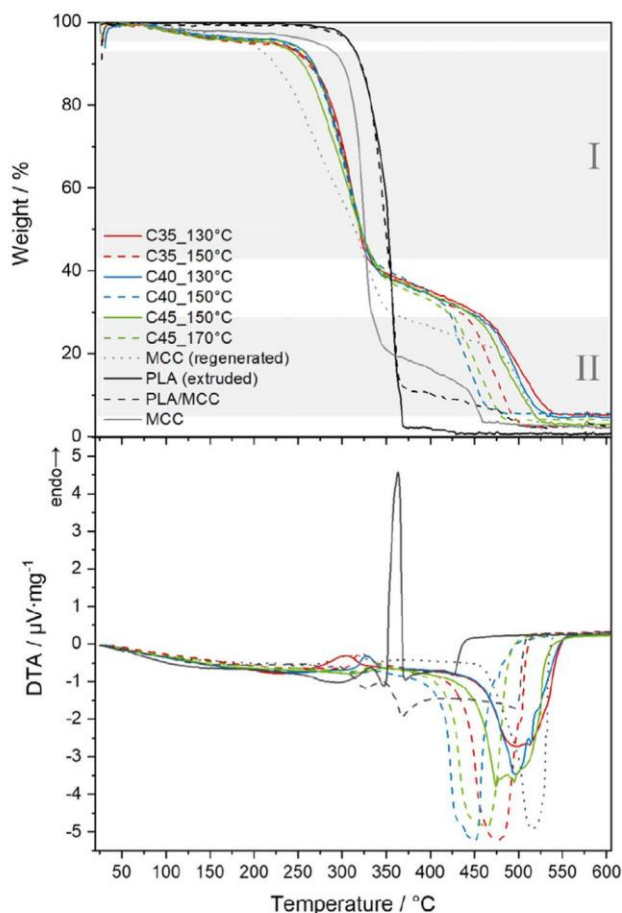 100
80
60
40
20
0
Weight / %
I
II
C35_130°C
C35_150°C
C40_130°C
C40_150°C
C45_150°C
C45_170°C
MCC (regenerated)
PLA (extruded)
PLA/MCC
MCC
endo→
5
4
3
2
1
0
-1
-2
-3
-4
-5
DTA / µV·mg⁻¹
50 100 150 200 250 300 350 400 450 500 550 600
Temperature / °C